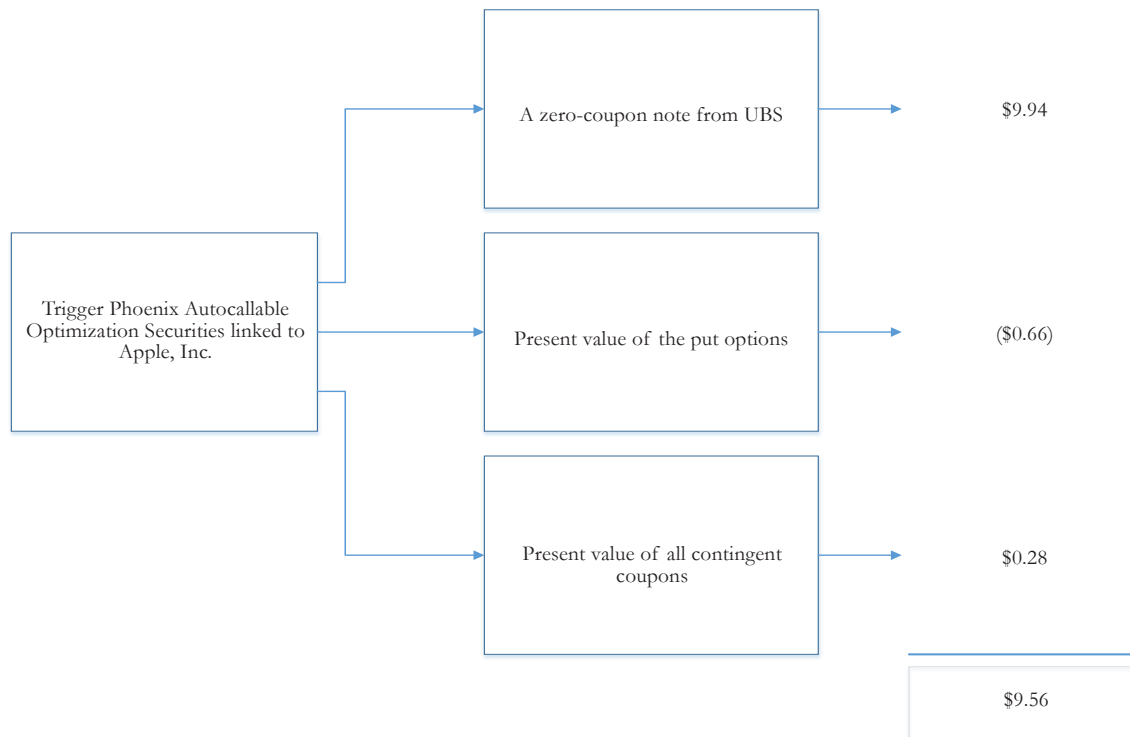 A zero-coupon note from UBS
$9.94
Trigger Phoenix Autocallable
Optimization Securities linked to
Apple, Inc.
Present value of the put options
($0.66)
Present value of all contingent
coupons
$0.28
$9.56